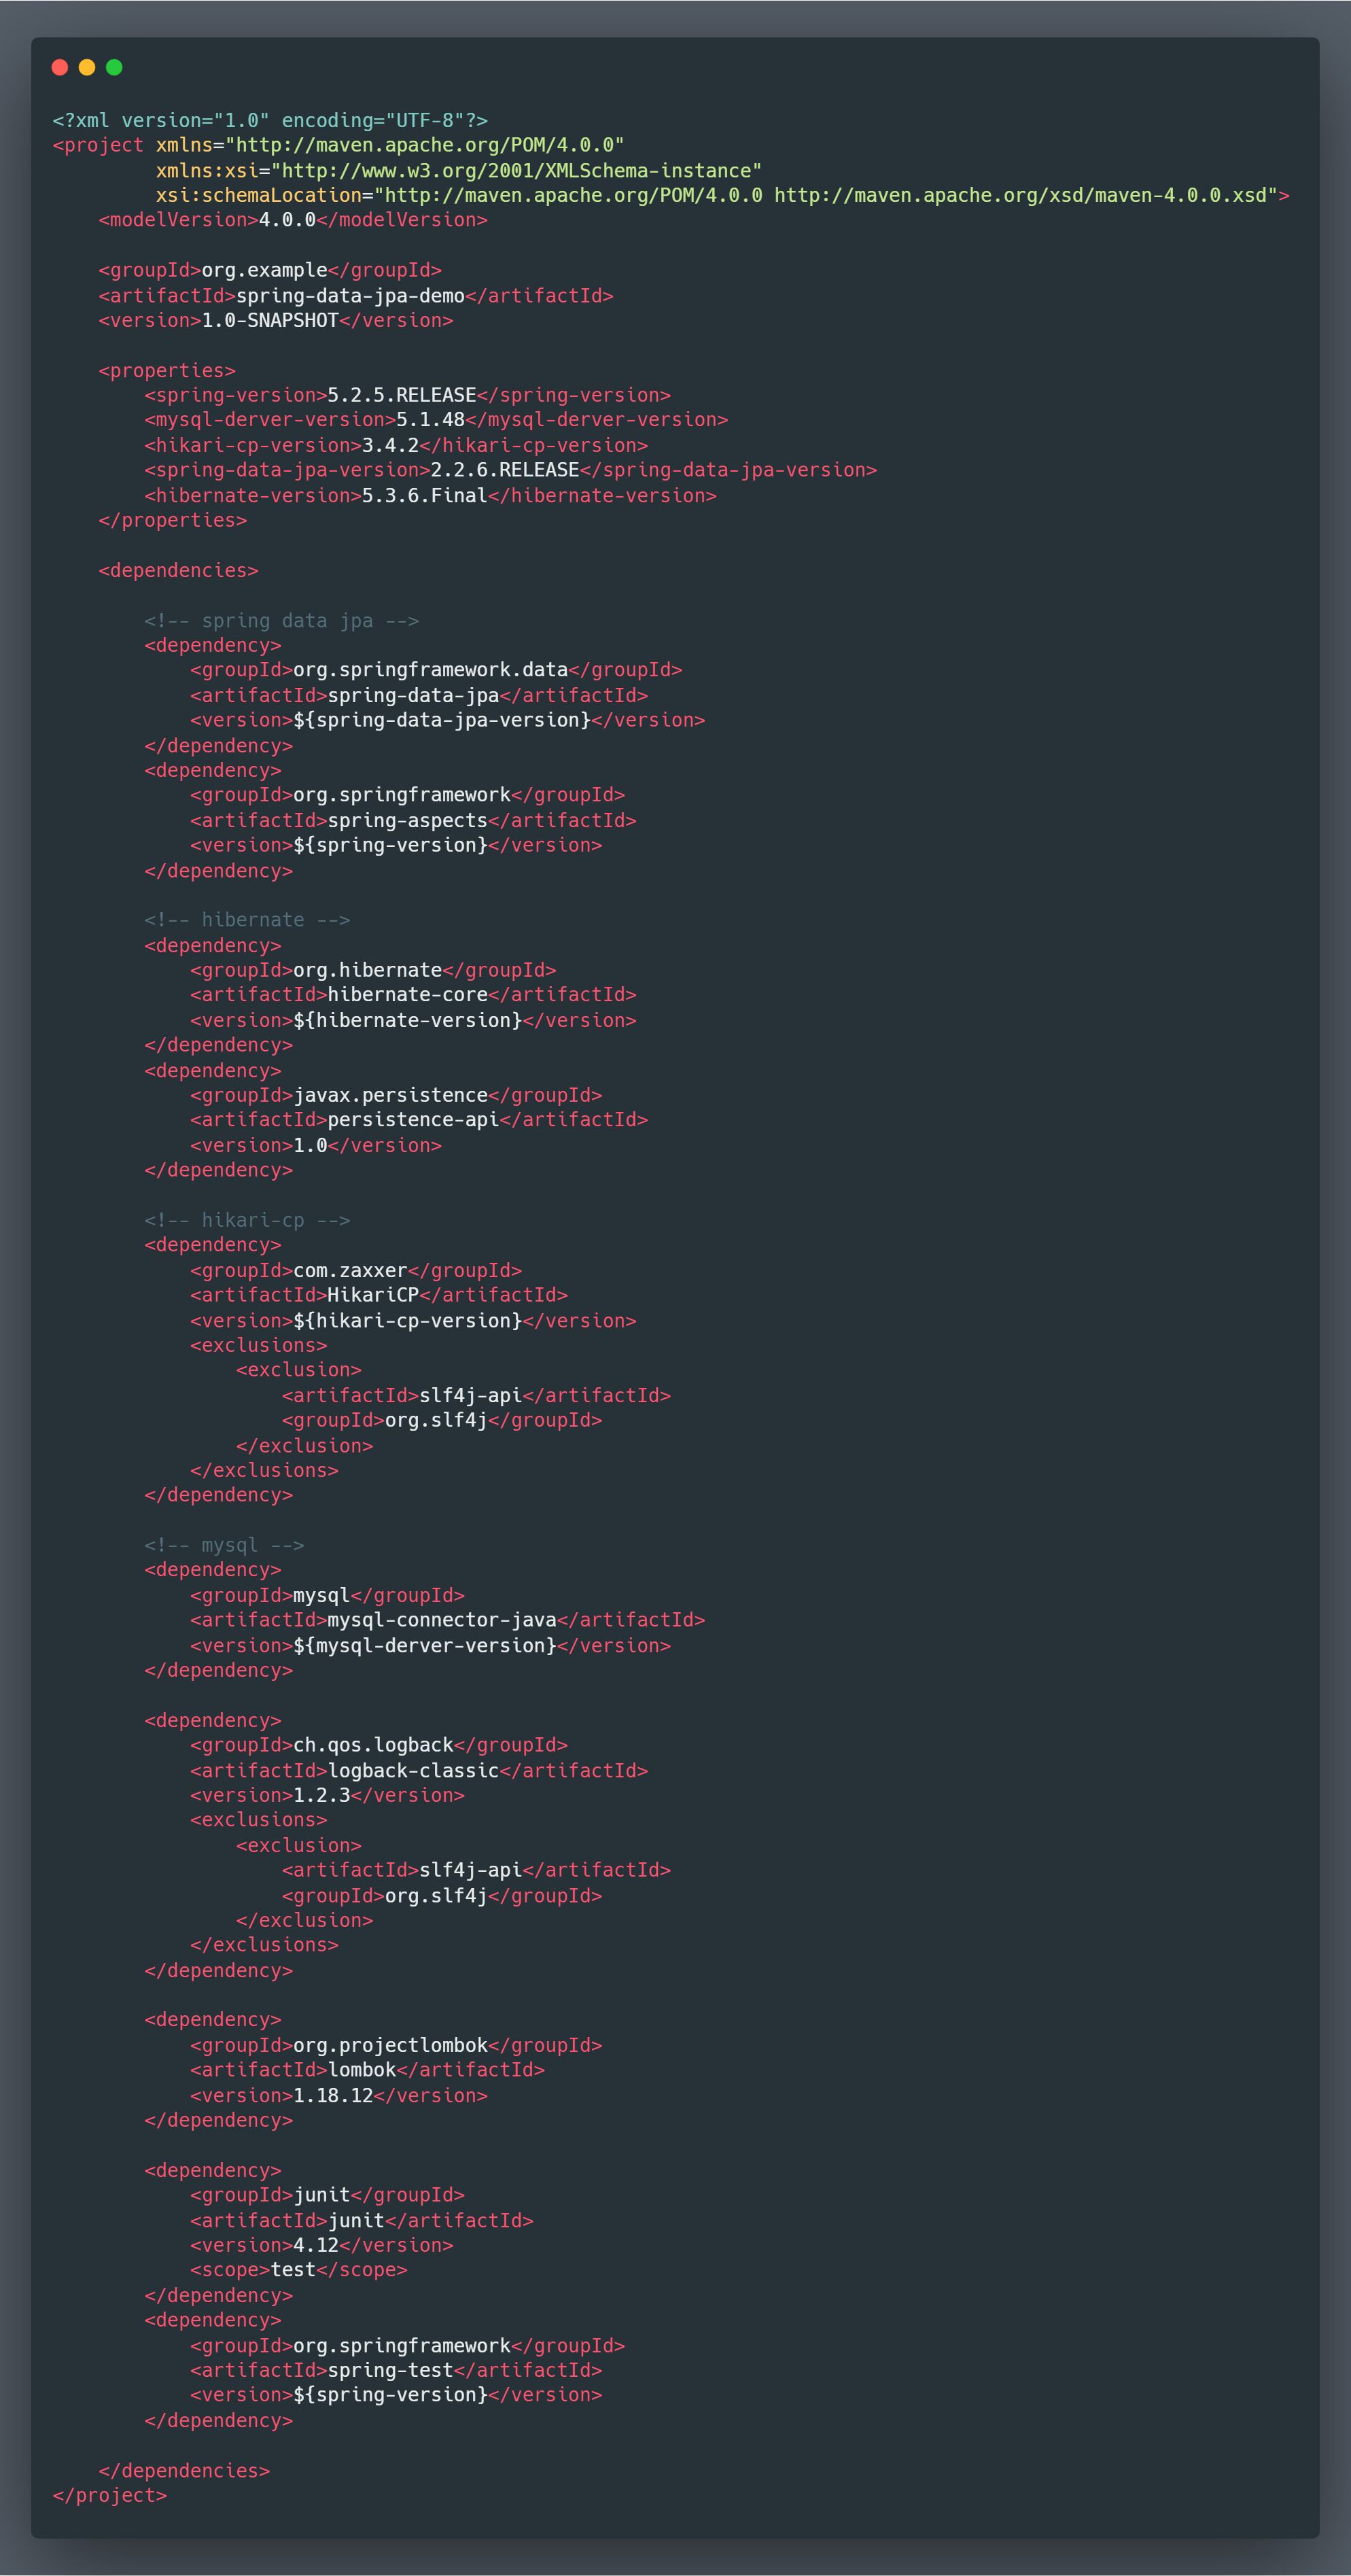 <?xml version="1.0" encoding="UTF-8"?>
<project xmlns="http://maven.apache.org/POM/4.0.0"
         xmlns:xsi="http://www.w3.org/2001/XMLSchema-instance"
         xsi:schemaLocation="http://maven.apache.org/POM/4.0.0 http://maven.apache.org/xsd/maven-4.0.0.xsd">
    <modelVersion>4.0.0</modelVersion>

    <groupId>org.example</groupId>
    <artifactId>spring-data-jpa-demo</artifactId>
    <version>1.0-SNAPSHOT</version>

    <properties>
        <spring-version>5.2.5.RELEASE</spring-version>
        <mysql-derver-version>5.1.48</mysql-derver-version>
        <hikari-cp-version>3.4.2</hikari-cp-version>
        <spring-data-jpa-version>2.2.6.RELEASE</spring-data-jpa-version>
        <hibernate-version>5.3.6.Final</hibernate-version>
    </properties>

    <dependencies>

        <!-- spring data jpa -->
        <dependency>
            <groupId>org.springframework.data</groupId>
            <artifactId>spring-data-jpa</artifactId>
            <version>${spring-data-jpa-version}</version>
        </dependency>
        <dependency>
            <groupId>org.springframework</groupId>
            <artifactId>spring-aspects</artifactId>
            <version>${spring-version}</version>
        </dependency>

        <!-- hibernate -->
        <dependency>
            <groupId>org.hibernate</groupId>
            <artifactId>hibernate-core</artifactId>
            <version>${hibernate-version}</version>
        </dependency>
        <dependency>
            <groupId>javax.persistence</groupId>
            <artifactId>persistence-api</artifactId>
            <version>1.0</version>
        </dependency>

        <!-- hikari-cp -->
        <dependency>
            <groupId>com.zaxxer</groupId>
            <artifactId>HikariCP</artifactId>
            <version>${hikari-cp-version}</version>
            <exclusions>
                <exclusion>
                    <artifactId>slf4j-api</artifactId>
                    <groupId>org.slf4j</groupId>
                </exclusion>
            </exclusions>
        </dependency>

        <!-- mysql -->
        <dependency>
            <groupId>mysql</groupId>
            <artifactId>mysql-connector-java</artifactId>
            <version>${mysql-derver-version}</version>
        </dependency>

        <dependency>
            <groupId>ch.qos.logback</groupId>
            <artifactId>logback-classic</artifactId>
            <version>1.2.3</version>
            <exclusions>
                <exclusion>
                    <artifactId>slf4j-api</artifactId>
                    <groupId>org.slf4j</groupId>
                </exclusion>
            </exclusions>
        </dependency>

        <dependency>
            <groupId>org.projectlombok</groupId>
            <artifactId>lombok</artifactId>
            <version>1.18.12</version>
        </dependency>

        <dependency>
            <groupId>junit</groupId>
            <artifactId>junit</artifactId>
            <version>4.12</version>
            <scope>test</scope>
        </dependency>
        <dependency>
            <groupId>org.springframework</groupId>
            <artifactId>spring-test</artifactId>
            <version>${spring-version}</version>
        </dependency>

    </dependencies>
</project>